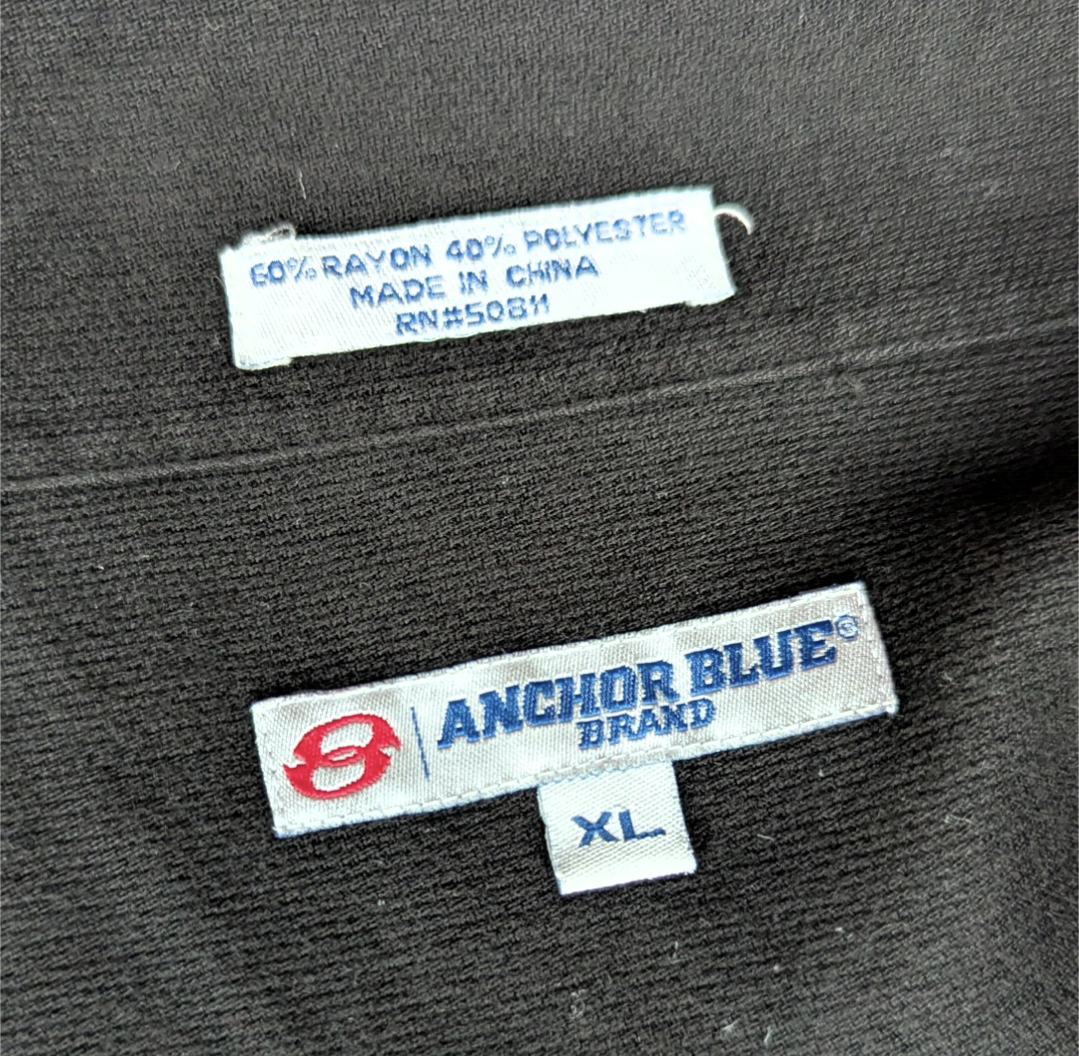 60% RAYON 40% POLYESTER
MADE IN CHINA
RN#50811
ANCHOR BLUE®
BRAND
XL